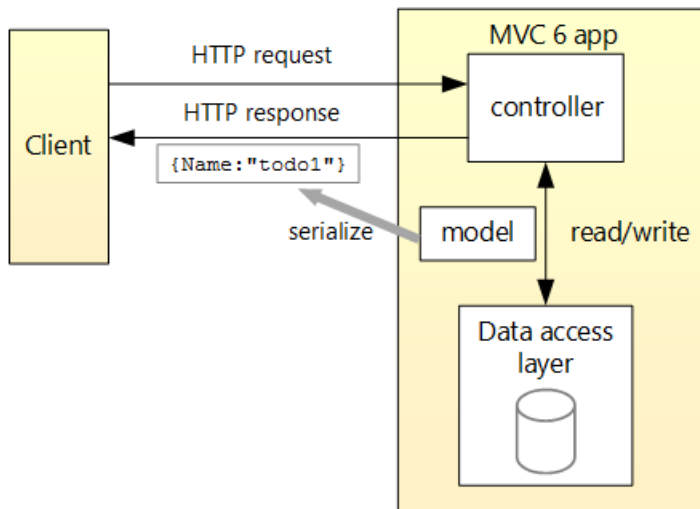 MVC 6 app
HTTP request
controller
HTTP response
Client
{Name:"todo1"}
serialize
model
read/write
Data access
layer